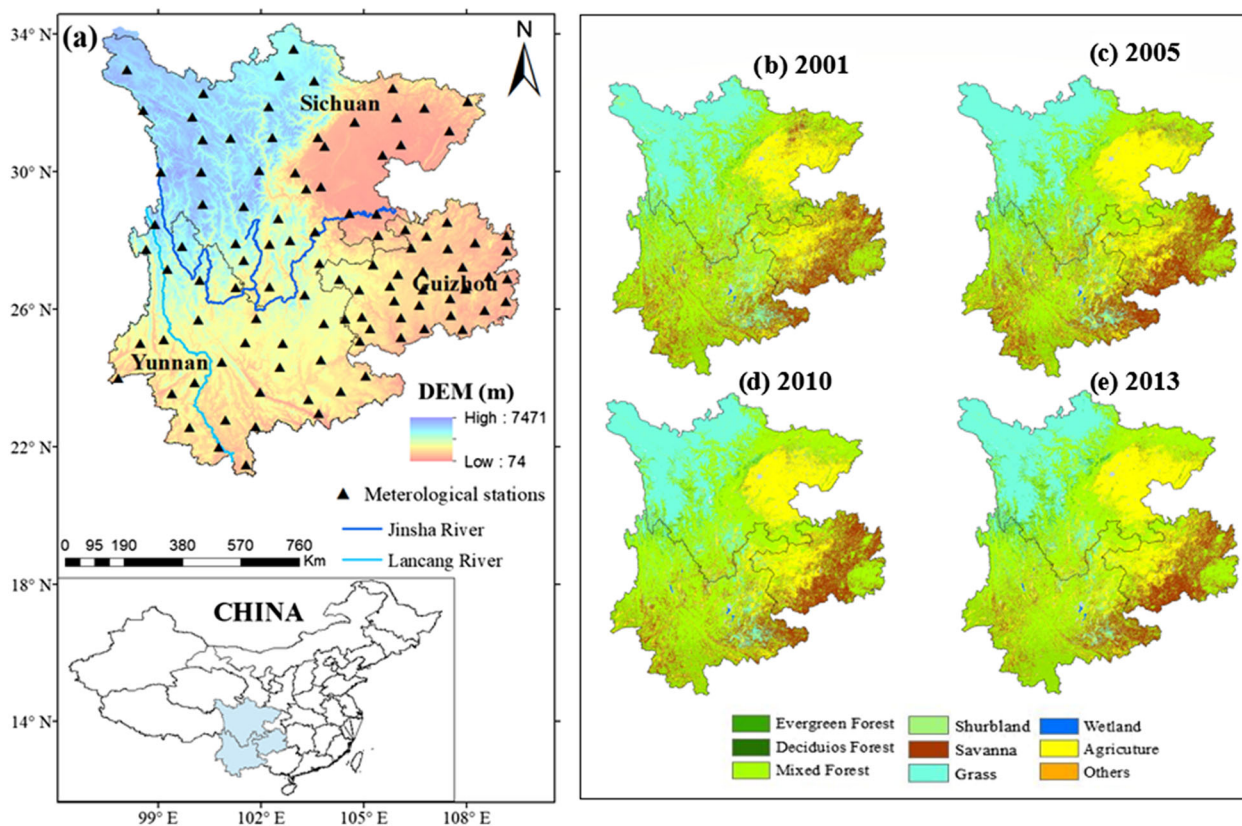 (a)
N
34° N
30° N
26° N
22° N
18° N
14° N
Sichuan
Guizhou
Yunnan
DEM (m)
High : 7471
Low : 74
Meterological stations
Jinsha River
Lancang River
0 95 190 380 570 760
Km
CHINA
99° E 102° E 105° E 108° E
(b) 2001
(c) 2005
(d) 2010
(e) 2013
Evergreen Forest
Deciduios Forest
Mixed Forest
Shurbland
Savanna
Grass
Wetland
Agricuture
Others